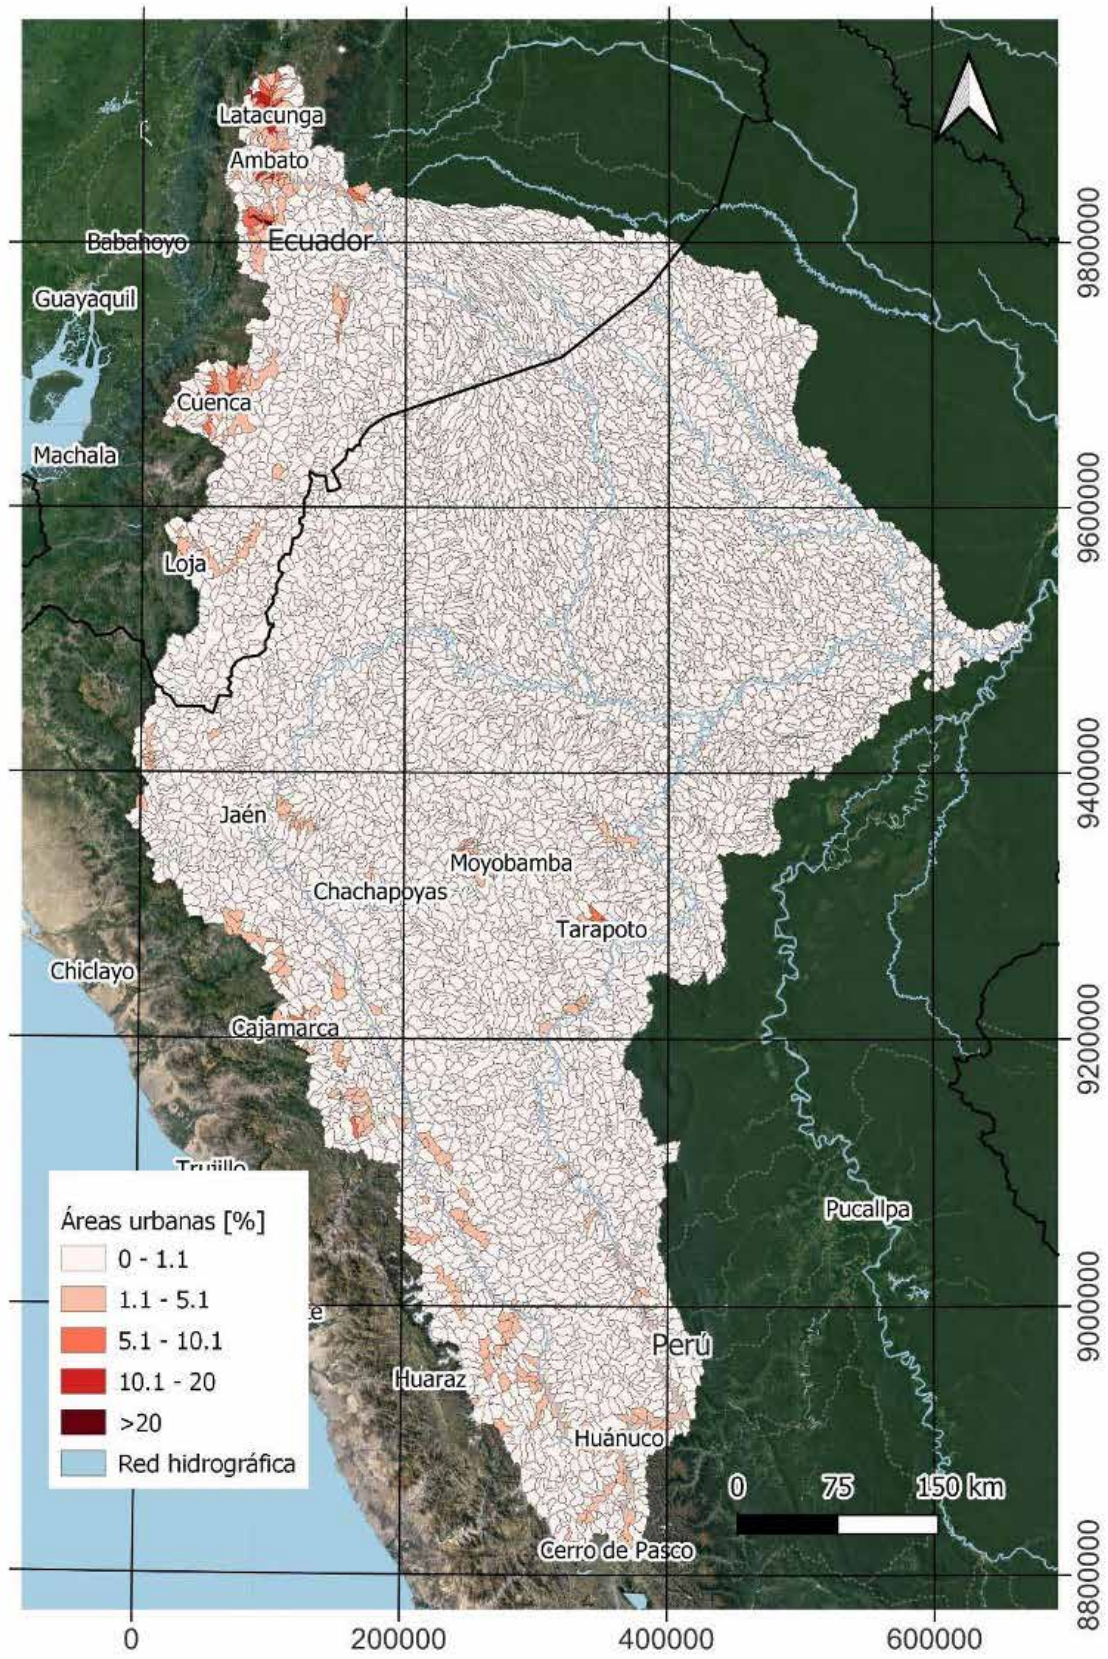 Latacunga
Ambato
Babahoyo
Ecuador
Guayaquil
Cuenca
Machala
Loja
Jaén
Moyobamba
Chachapoyas
Tarapoto
Chiclayo
Cajamarca
Trujillo
Pucallpa
Áreas urbanas [%]
0 - 1.1
1.1 - 5.1
5.1 - 10.1
10.1 - 20
>20
Red hidrográfica
te
Perú
Huaraz
Huánuco
Cerro de Pasco
0 75 150 km
9800000
9600000
9400000
9200000
9000000
8800000
0 200000 400000 600000